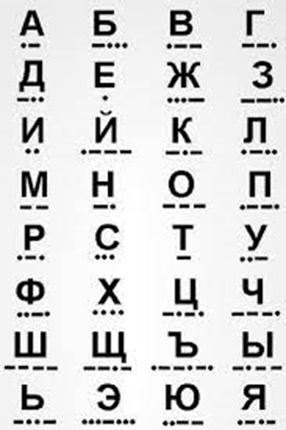 А Б В Г
Д Е Ж З
И Й К Л
М Н О П
Р С Т У
Ф Х Ц Ч
Ш Щ Ъ Ы
Ь Э Ю Я